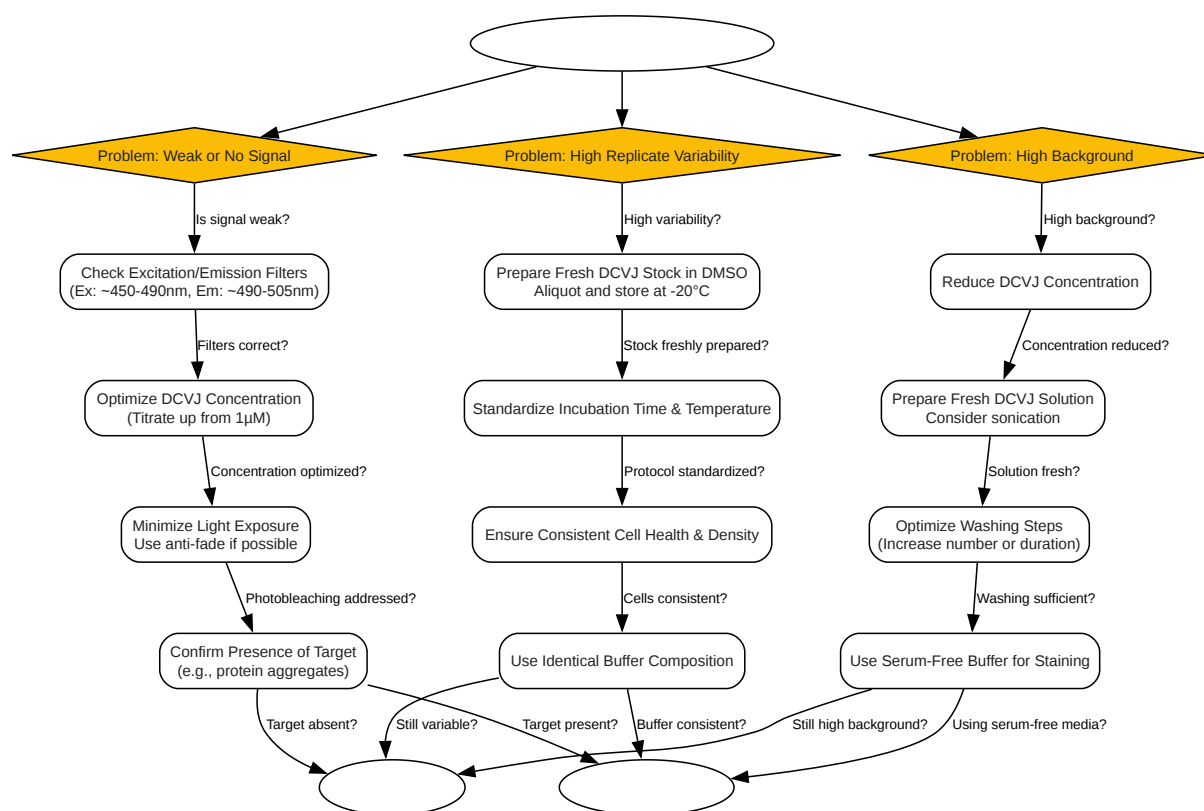 Problem: Weak or No Signal
Problem: High Replicate Variability
Problem: High Background
Is signal weak?
High variability?
High background?
Check Excitation/Emission Filters
(Ex: ~450-490nm, Em: ~490-505nm)
Prepare Fresh DCVJ Stock in DMSO
Aliquot and store at -20°C
Reduce DCVJ Concentration
Filters correct?
Stock freshly prepared?
Concentration reduced?
Optimize DCVJ Concentration
(Titrate up from 1µM)
Standardize Incubation Time & Temperature
Prepare Fresh DCVJ Solution
Consider sonication
Concentration optimized?
Protocol standardized?
Solution fresh?
Minimize Light Exposure
Use anti-fade if possible
Ensure Consistent Cell Health & Density
Optimize Washing Steps
(Increase number or duration)
Photobleaching addressed?
Cells consistent?
Washing sufficient?
Confirm Presence of Target
(e.g., protein aggregates)
Use Identical Buffer Composition
Use Serum-Free Buffer for Staining
Target absent?
Still variable?
Target present?
Buffer consistent?
Still high background?
Using serum-free media?